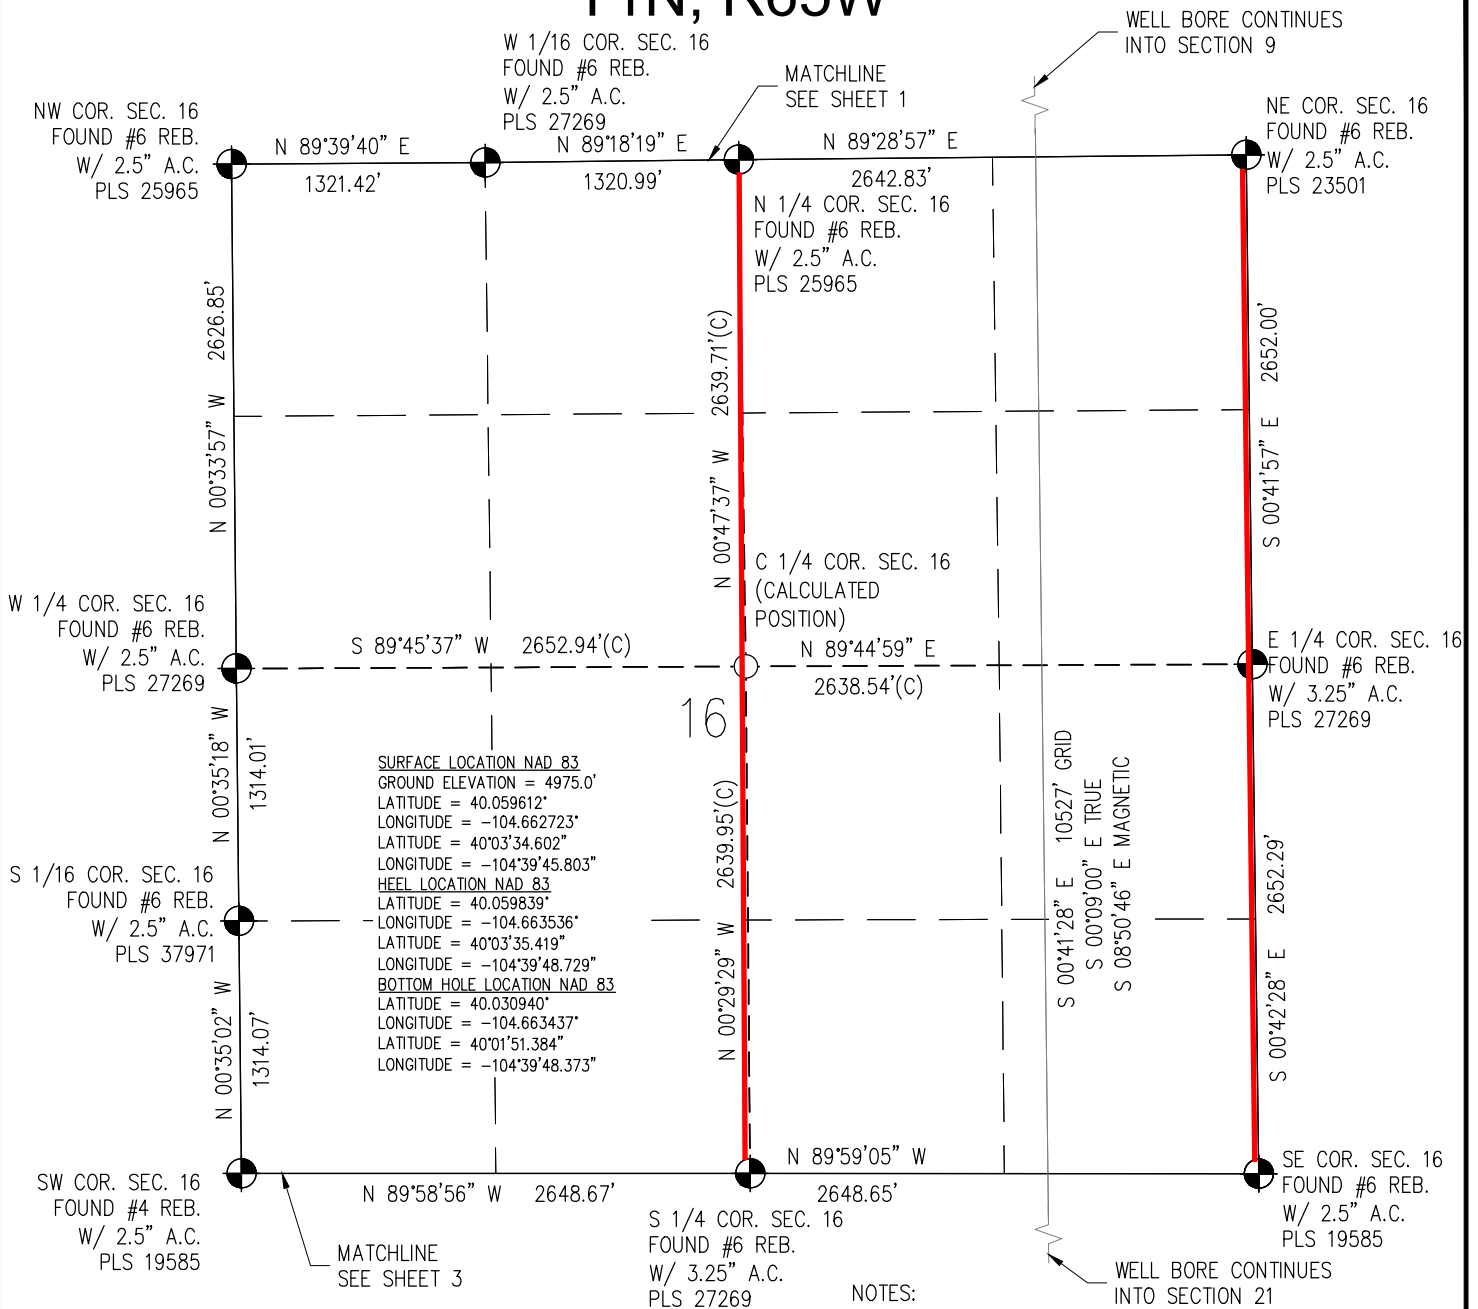 T1N, R65W
WELL BORE CONTINUES
INTO SECTION 9
W 1/16 COR. SEC. 16
FOUND #6 REB.
W/ 2.5" A.C.
PLS 27269
MATCHLINE
SEE SHEET 1
NW COR. SEC. 16
FOUND #6 REB.
W/ 2.5" A.C.
PLS 25965
NE COR. SEC. 16
FOUND #6 REB.
W/ 2.5" A.C.
PLS 23501
N 89°39'40" E
1321.42'
N 89°18'19" E
1320.99'
N 89°28'57" E
2642.83'
N 1/4 COR. SEC. 16
FOUND #6 REB.
W/ 2.5" A.C.
PLS 25965
N 00°33'57" W 2626.85'
N 00°47'37" W 2639.71'(C)
S 00°41'57" E 2652.00'
C 1/4 COR. SEC. 16
(CALCULATED
POSITION)
W 1/4 COR. SEC. 16
FOUND #6 REB.
W/ 2.5" A.C.
PLS 27269
S 89°45'37" W 2652.94'(C)
N 89°44'59" E
2638.54'(C)
E 1/4 COR. SEC. 16
FOUND #6 REB.
W/ 3.25" A.C.
PLS 27269
16
N 00°35'18" W
1314.01'
SURFACE LOCATION NAD 83
GROUND ELEVATION = 4975.0'
LATITUDE = 40.059612°
LONGITUDE = -104.662723°
LATITUDE = 40°03'34.602"
LONGITUDE = -104°39'45.803"
HEEL LOCATION NAD 83
LATITUDE = 40.059839°
LONGITUDE = -104.663536°
LATITUDE = 40°03'35.419"
LONGITUDE = -104°39'48.729"
BOTTOM HOLE LOCATION NAD 83
LATITUDE = 40.030940°
LONGITUDE = -104.663437°
LATITUDE = 40°01'51.384"
LONGITUDE = -104°39'48.373"
N 00°29'29" W 2639.95'(C)
S 00°41'28" E 10527' GRID
S 00°09'00" E TRUE
S 08°50'46" E MAGNETIC
S 00°42'28" E 2652.29'
S 1/16 COR. SEC. 16
FOUND #6 REB.
W/ 2.5" A.C.
PLS 37971
N 00°35'02" W
1314.07'
SW COR. SEC. 16
FOUND #4 REB.
W/ 2.5" A.C.
PLS 19585
N 89°58'56" W 2648.67'
N 89°59'05" W
2648.65'
SE COR. SEC. 16
FOUND #6 REB.
W/ 2.5" A.C.
PLS 19585
MATCHLINE
SEE SHEET 3
S 1/4 COR. SEC. 16
FOUND #6 REB.
W/ 3.25" A.C.
PLS 27269
NOTES:
WELL BORE CONTINUES
INTO SECTION 21